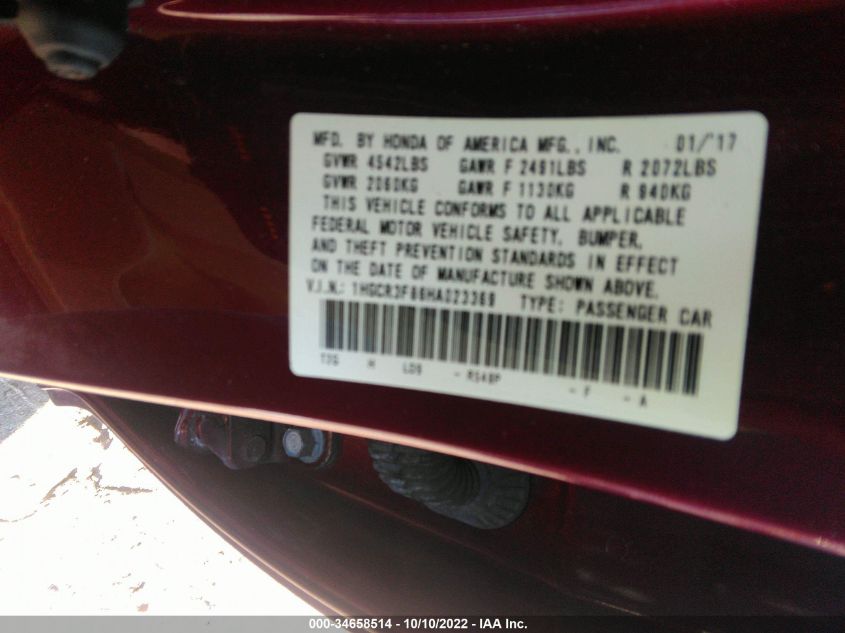 MFD. BY HONDA OF AMERICA MFG., INC. 01/'17
GVWR 4542LBS GAWR F 2491LBS R 2072LBS
GVWR 2060KG GAWR F 1130KG R 940KG
THIS VEHICLE CONFORMS TO ALL APPLICABLE
FEDERAL MOTOR VEHICLE SAFETY, BUMPER,
AND THEFT PREVENTION STANDARDS IN EFFECT
ON THE DATE OF MANUFACTURE SHOWN ABOVE.
V.I.N.: TYPE: PASSENGER CAR
- R548P - F - A
000-34658514 - 10/10/2022 - IAA Inc.